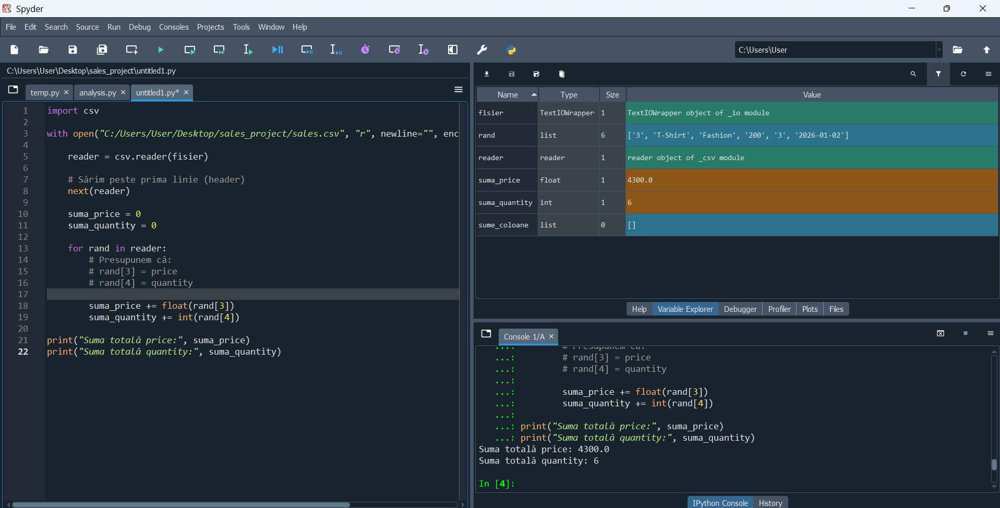 Spyder
File Edit Search Source Run Debug Consoles Projects Tools Window Help
C:\Users\User
C:\Users\User\Desktop\sales_project\untitled1.py
temp.py analysis.py untitled1.py*
1 import csv
2
3 with open("C:/Users/User/Desktop/sales_project/sales.csv", "r", newline="", enc
4
5 reader = csv.reader(fisier)
6
7 # Sărim peste prima linie (header)
8 next(reader)
9
10 suma_price = 0
11 suma_quantity = 0
12
13 for rand in reader:
14 # Presupunem că:
15 # rand[3] = price
16 # rand[4] = quantity
17
18 suma_price += float(rand[3])
19 suma_quantity += int(rand[4])
20
21 print("Suma totală price:", suma_price)
22 print("Suma totală quantity:", suma_quantity)
Name Type Size Value
fisier TextIOWrapper 1 TextIOWrapper object of _io module
rand list 6 ['3', 'T-Shirt', 'Fashion', '200', '3', '2026-01-02']
reader reader 1 reader object of _csv module
suma_price float 1 4300.0
suma_quantity int 1 6
sume_coloane list 0 []
Help Variable Explorer Debugger Profiler Plots Files
Console 1/A
...: # Presupunem că:
...: # rand[3] = price
...: # rand[4] = quantity
...:
...: suma_price += float(rand[3])
...: suma_quantity += int(rand[4])
...:
...: print("Suma totală price:", suma_price)
...: print("Suma totală quantity:", suma_quantity)
Suma totală price: 4300.0
Suma totală quantity: 6
In [4]:
IPython Console History